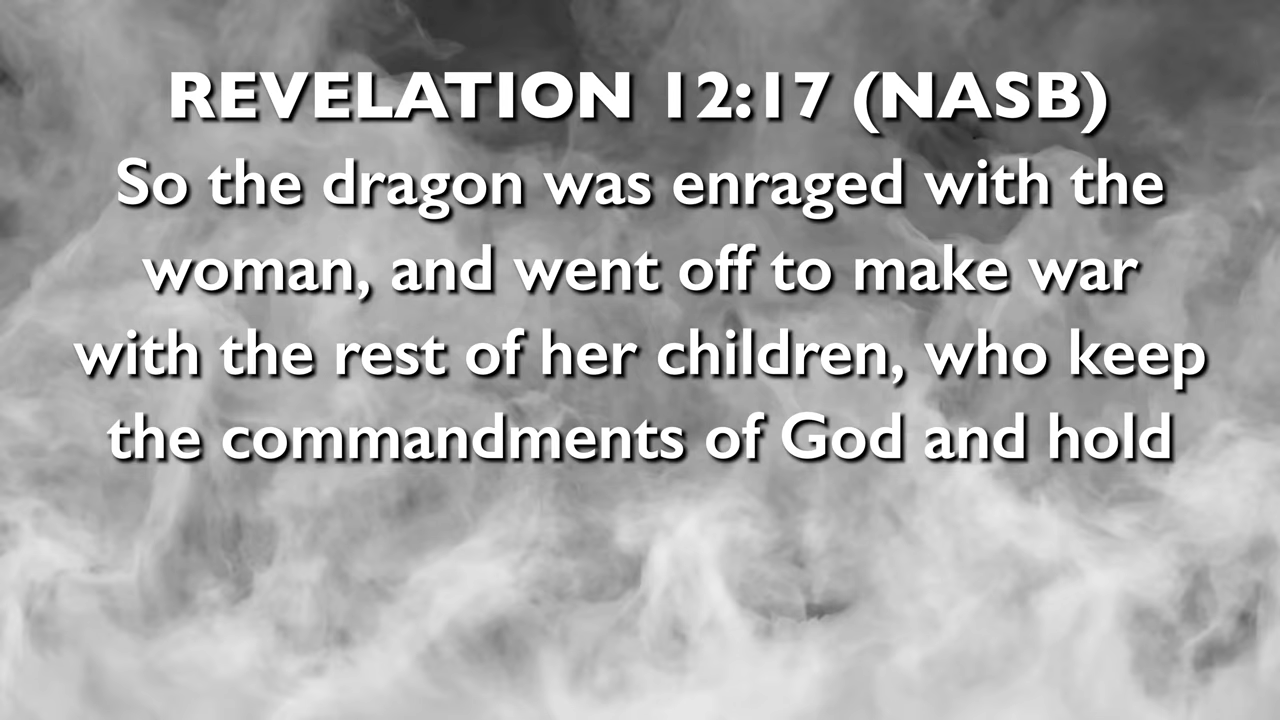 REVELATION 12:17 (NASB)
So the dragon was enraged with the
woman, and went off to make war
with the rest of her children, who keep
the commandments of God and hold